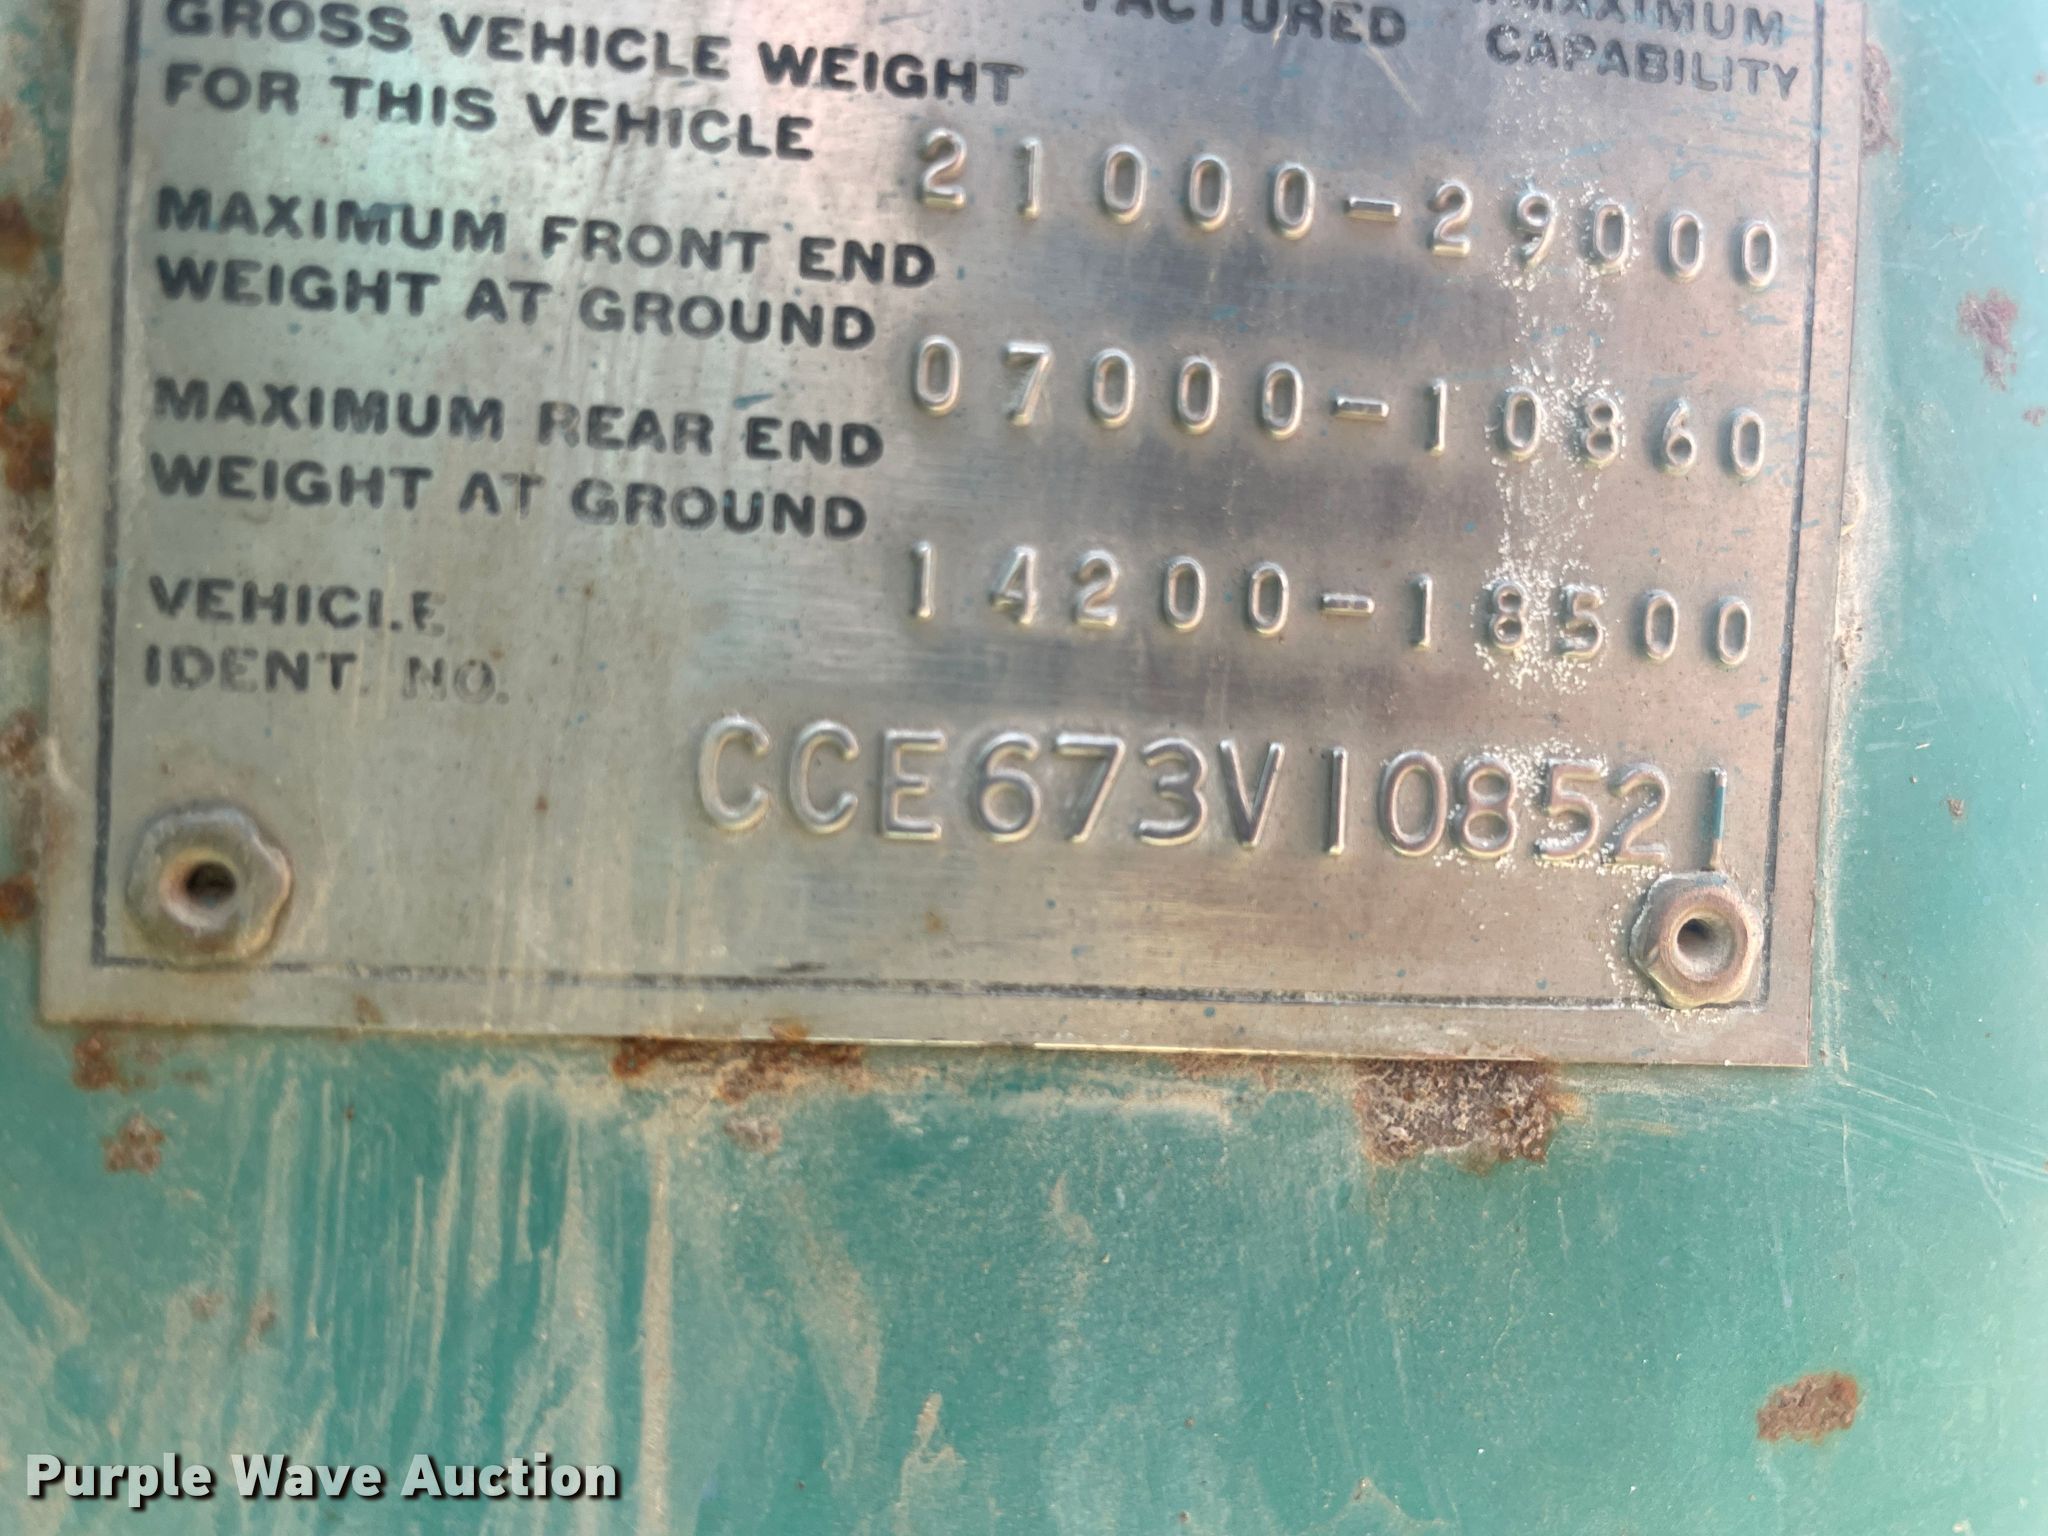 GROSS VEHICLE WEIGHT
FOR THIS VEHICLE
FACTURED
MAXIMUM
CAPABILITY
21000-29000
MAXIMUM FRONT END
WEIGHT AT GROUND
07000-10860
MAXIMUM REAR END
WEIGHT AT GROUND
14200-18500
VEHICLE
IDENT. NO.
CCE673V108521
Purple Wave Auction